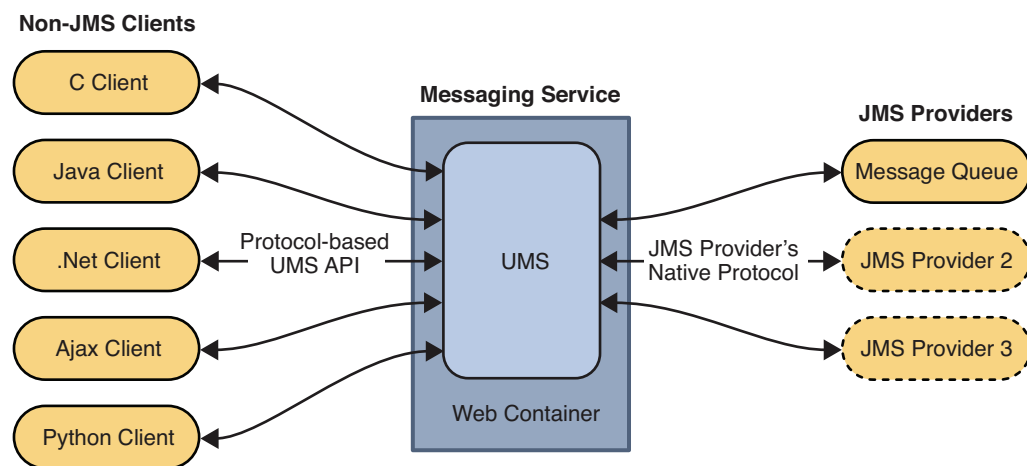 Non-JMS Clients
C Client
Java Client
.Net Client
Ajax Client
Python Client
Protocol-based
UMS API
Messaging Service
UMS
Web Container
JMS Provider's
Native Protocol
JMS Providers
Message Queue
JMS Provider 2
JMS Provider 3